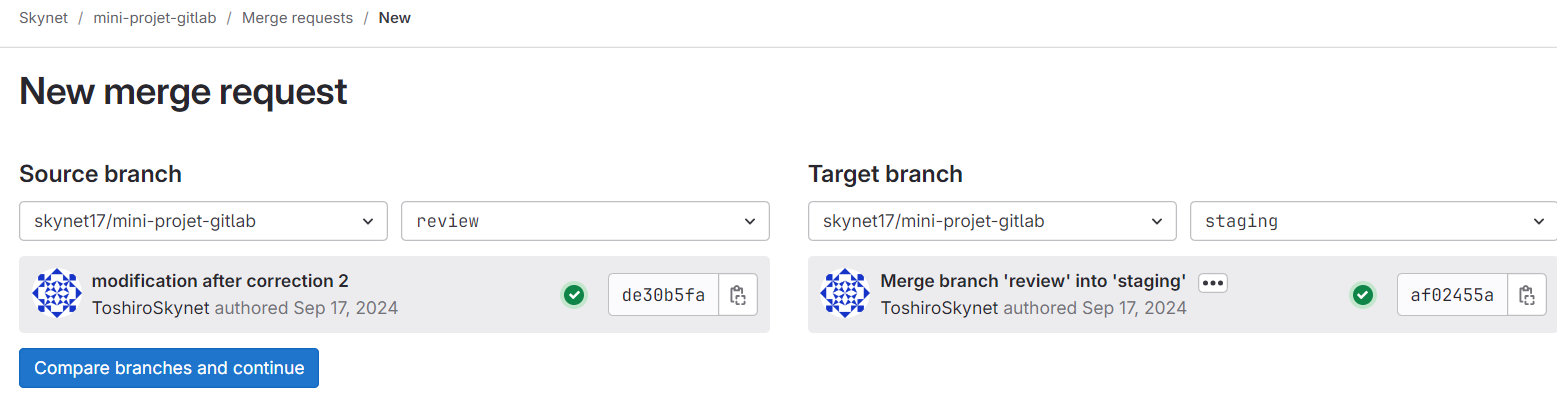 Skynet / mini-projet-gitlab / Merge requests / New
New merge request
Source branch
skynet17/mini-projet-gitlab
review
modification after correction 2
ToshiroSkynet authored Sep 17, 2024
de30b5fa
Target branch
skynet17/mini-projet-gitlab
staging
Merge branch 'review' into 'staging'
ToshiroSkynet authored Sep 17, 2024
af02455a
Compare branches and continue